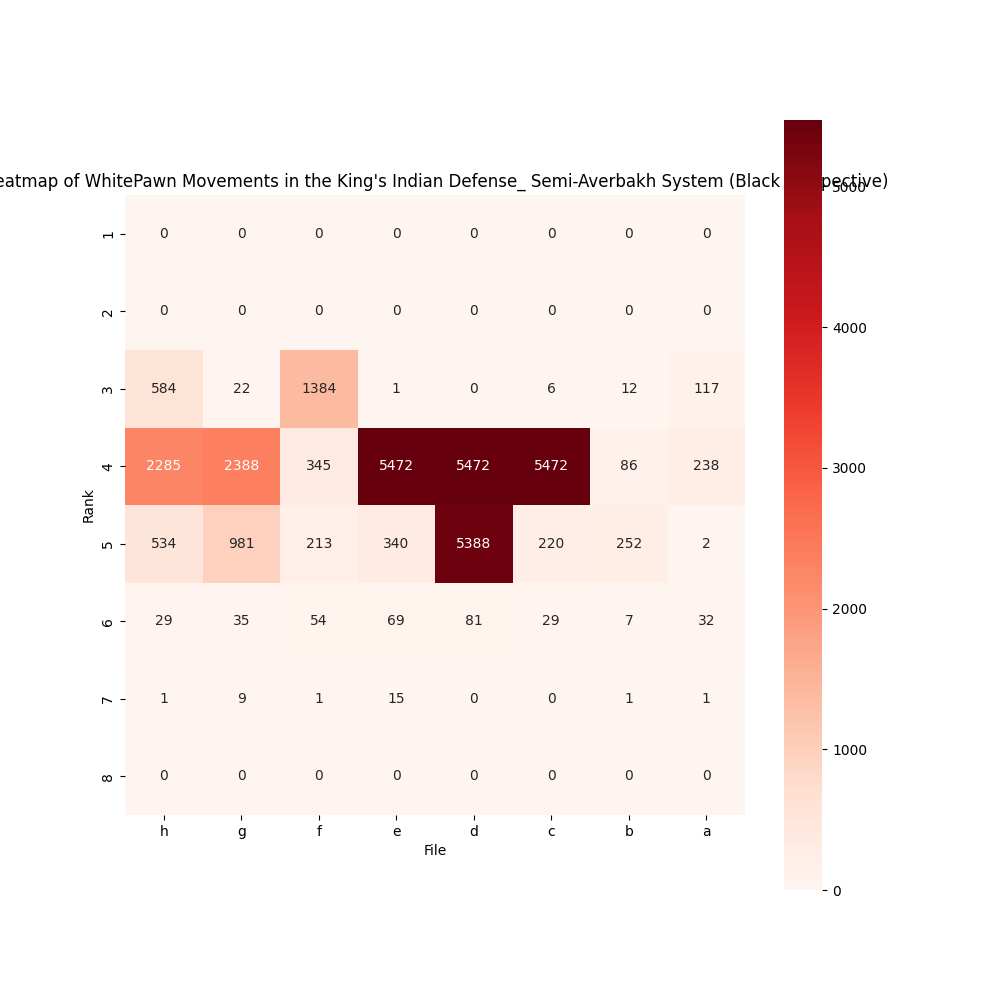 eatmap of WhitePawn Movements in the King's Indian Defense_ Semi-Averbakh System (Black pective)
5000
1 0 0 0 0 0 0 0 0
2 0 0 0 0 0 0 0 0
3 584 22 1384 1 0 6 12 117
4000
4 2285 2388 345 5472 5472 5472 86 238
3000
Rank
5 534 981 213 340 5388 220 252 2
2000
6 29 35 54 69 81 29 7 32
7 1 9 1 15 0 0 1 1
1000
8 0 0 0 0 0 0 0 0
h g f e d c b a
File
0